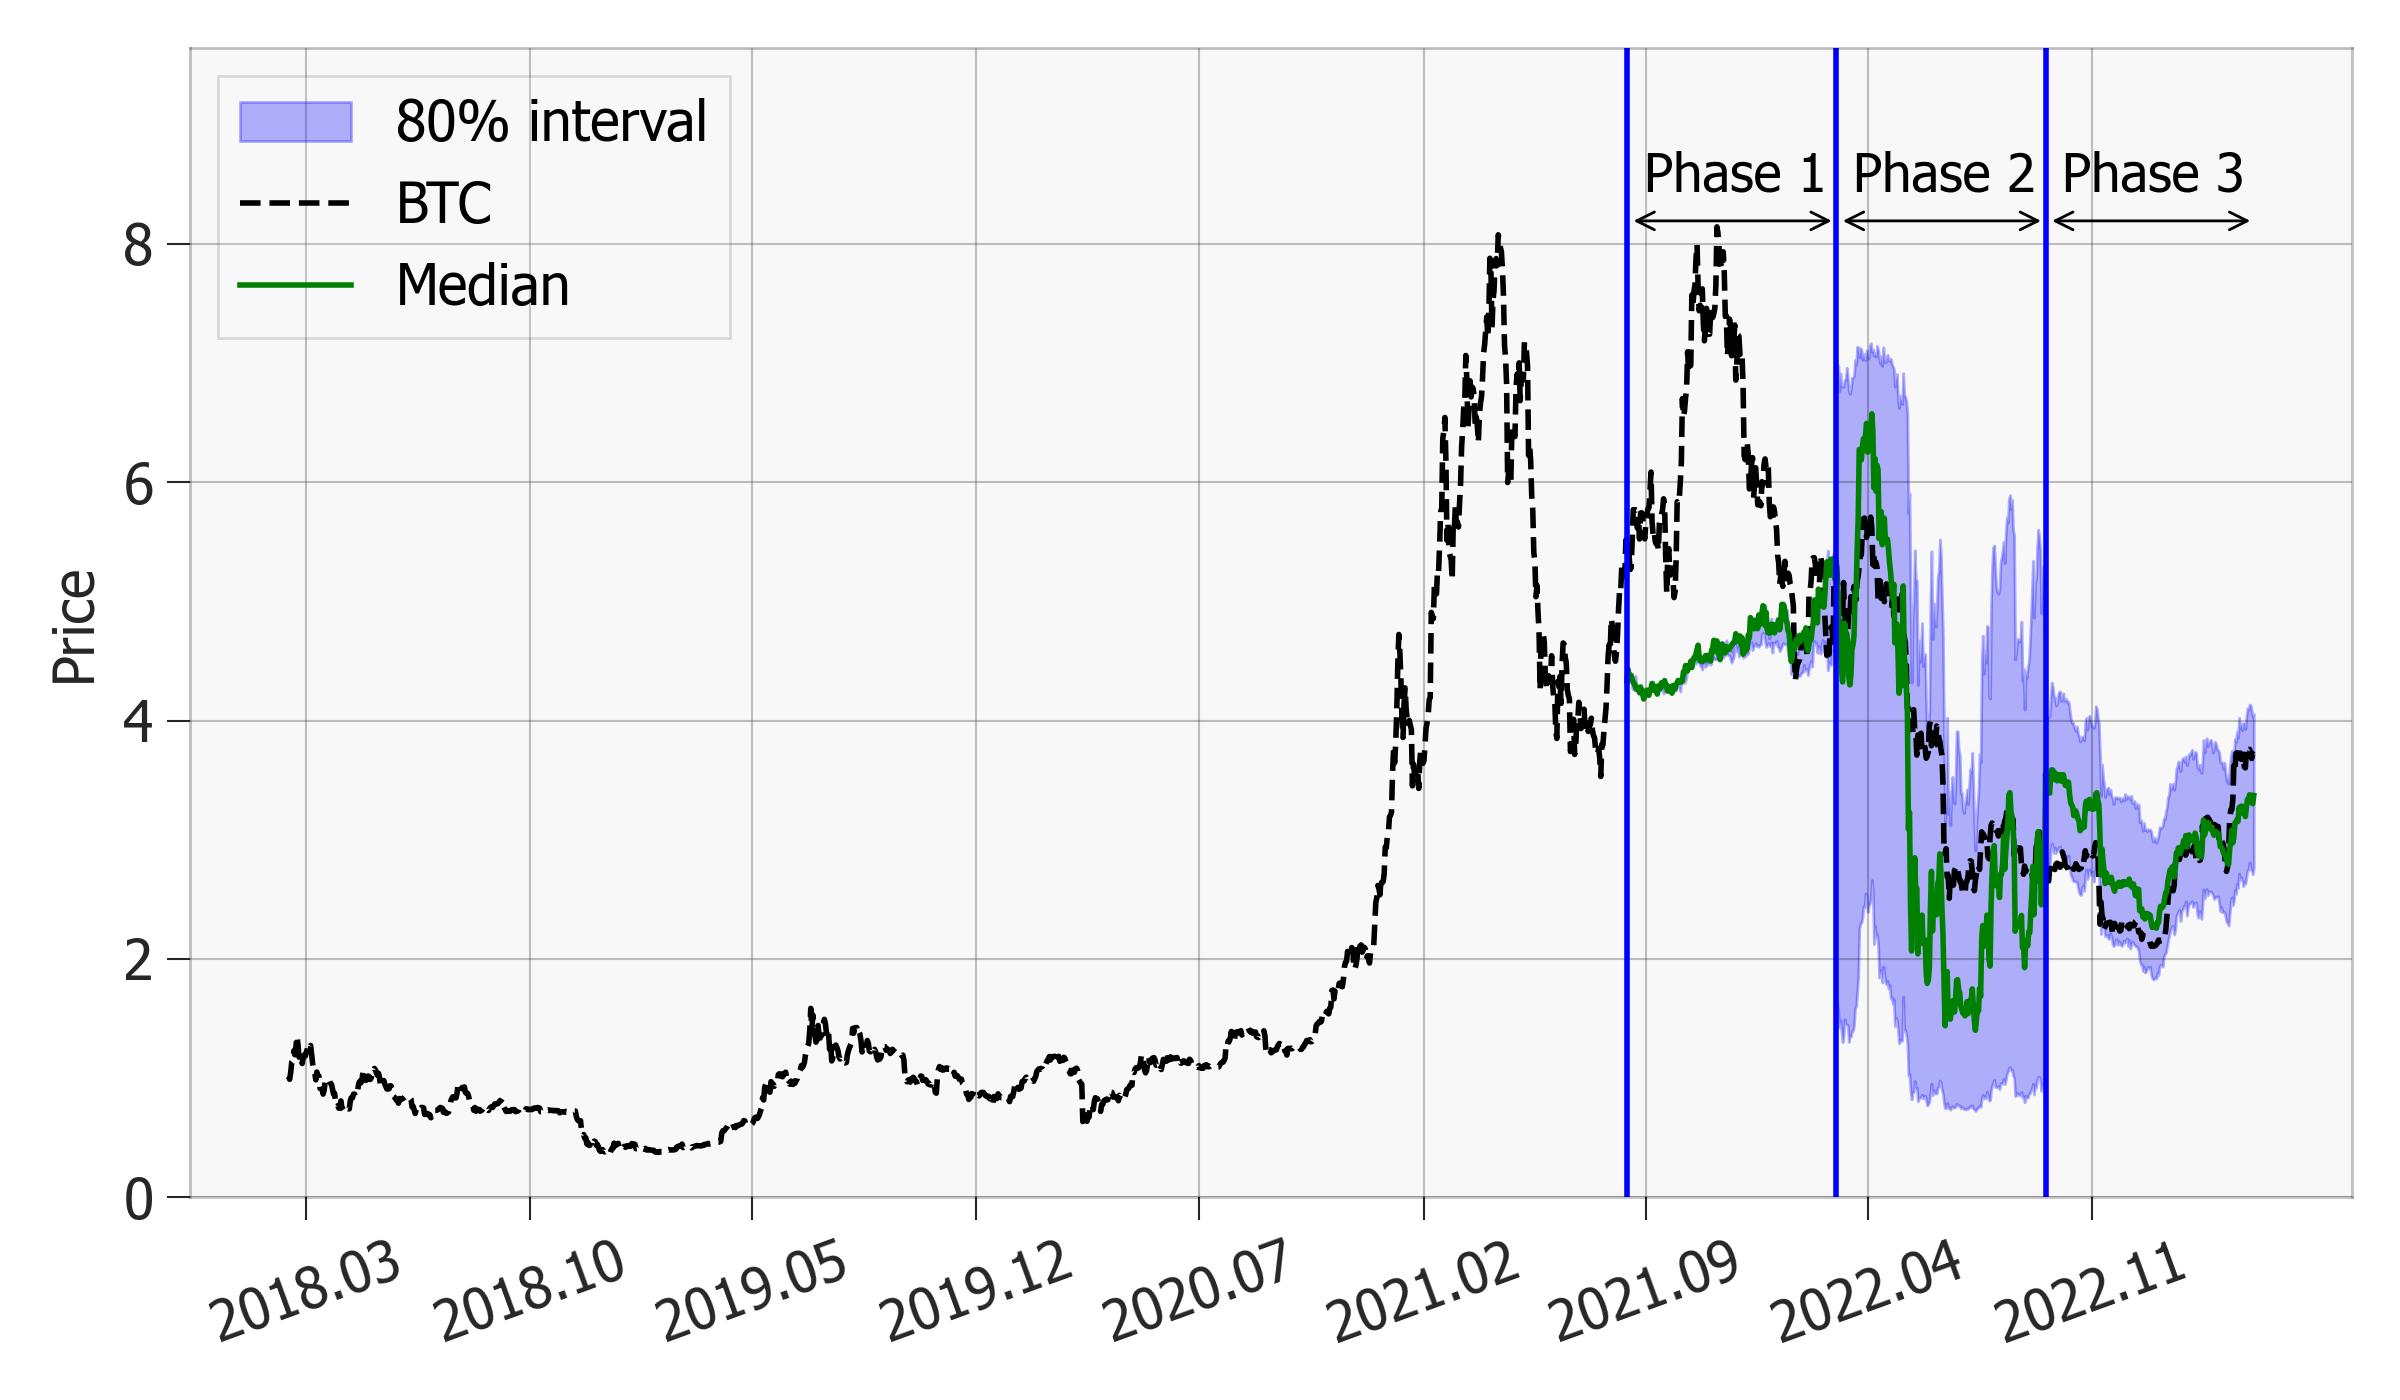 80% interval
BTC
Median
Phase 1
Phase 2
Phase 3
Price
8
6
4
2
0
2018.03
2018.10
2019.05
2019.12
2020.07
2021.02
2021.09
2022.04
2022.11